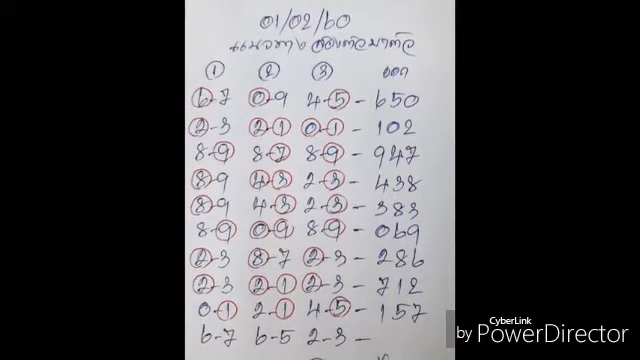 01/02/60
① ② ③ ออก
6-7 0-9 4-5 - 650
2-3 2-1 0-1 - 102
8-9 8-7 8-9 - 947
8-9 4-3 2-3 - 438
8-9 4-3 2-3 - 383
8-9 0-9 8-9 - 069
2-3 8-7 2-3 - 286
2-3 2-1 2-3 - 712
0-1 2-1 4-5 - 157
6-7 6-5 2-3 -
CyberLink
by PowerDirector